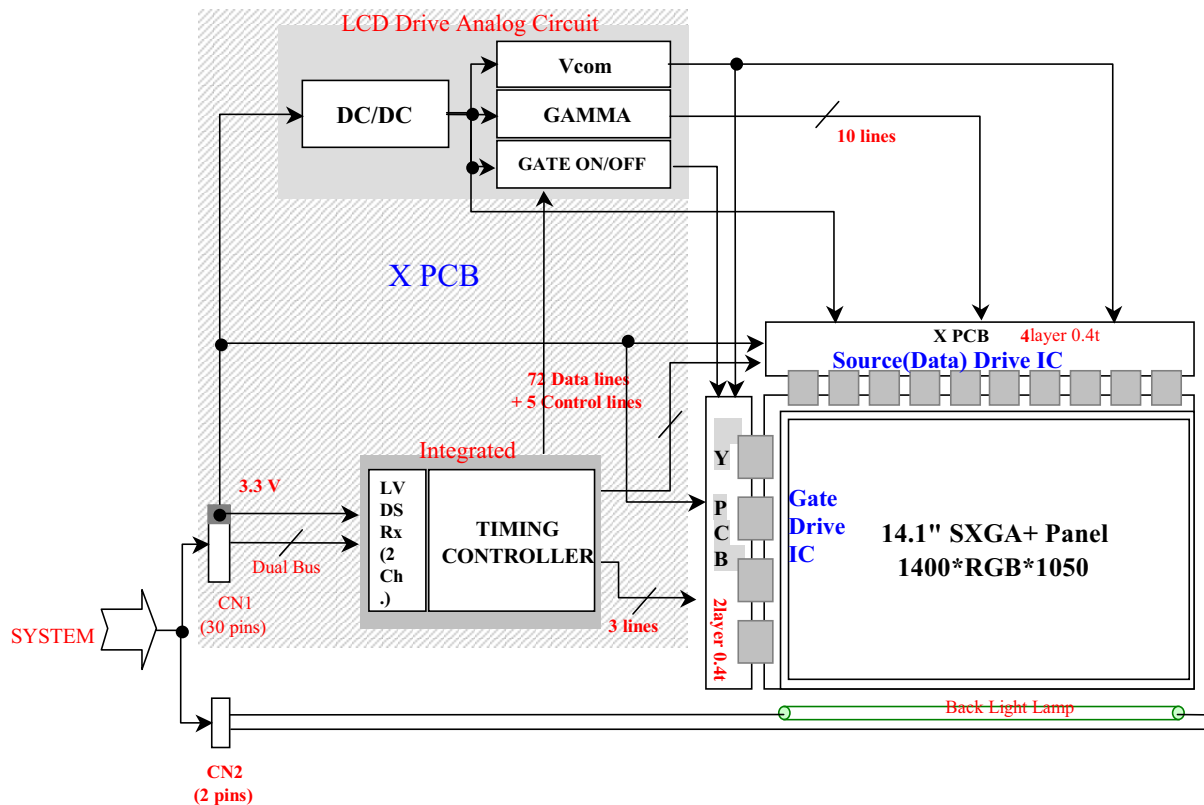 LCD Drive Analog Circuit
Vcom
DC/DC
GAMMA
10 lines
GATE ON/OFF
X PCB
X PCB 4layer 0.4t
Source(Data) Drive IC
72 Data lines
+ 5 Control lines
Integrated
3.3 V
LV
DS
Rx
(2
Ch
.)
TIMING
CONTROLLER
Dual Bus
CN1
(30 pins)
SYSTEM
3 lines
Y
P
C
B
2layer 0.4t
Gate
Drive
IC
14.1" SXGA+ Panel
1400*RGB*1050
Back Light Lamp
CN2
(2 pins)